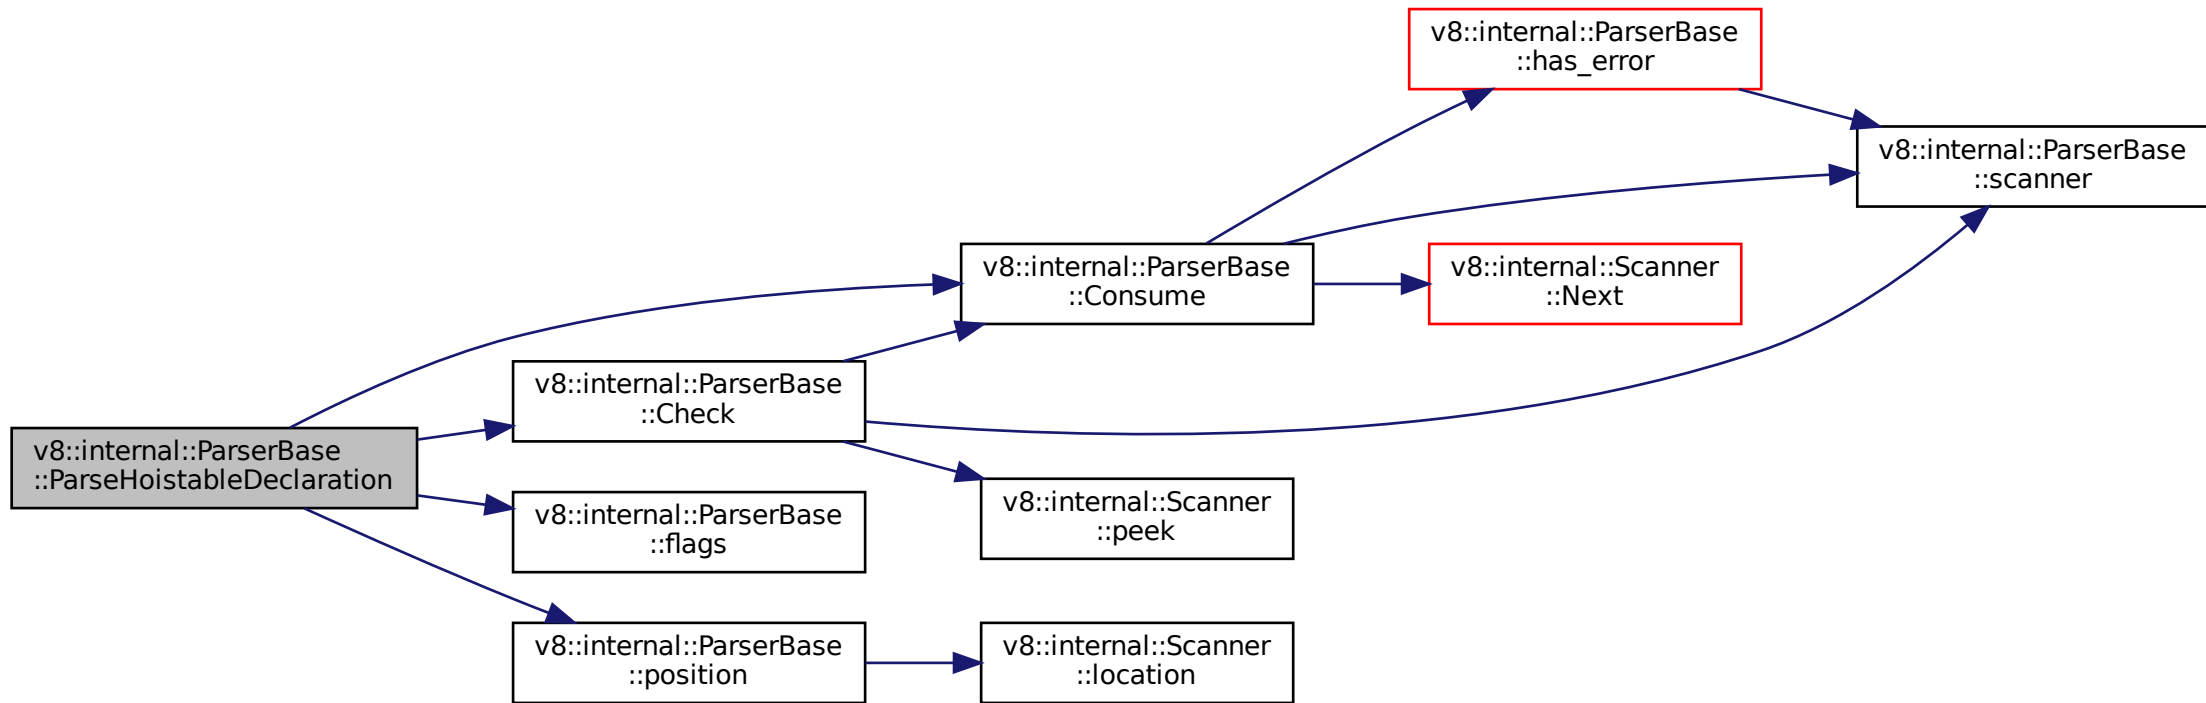 v8::internal::ParserBase
::has_error
v8::internal::ParserBase
::scanner
v8::internal::ParserBase
::Consume
v8::internal::Scanner
::Next
v8::internal::ParserBase
::Check
v8::internal::ParserBase
::ParseHoistableDeclaration
v8::internal::Scanner
::peek
v8::internal::ParserBase
::flags
v8::internal::ParserBase
::position
v8::internal::Scanner
::location